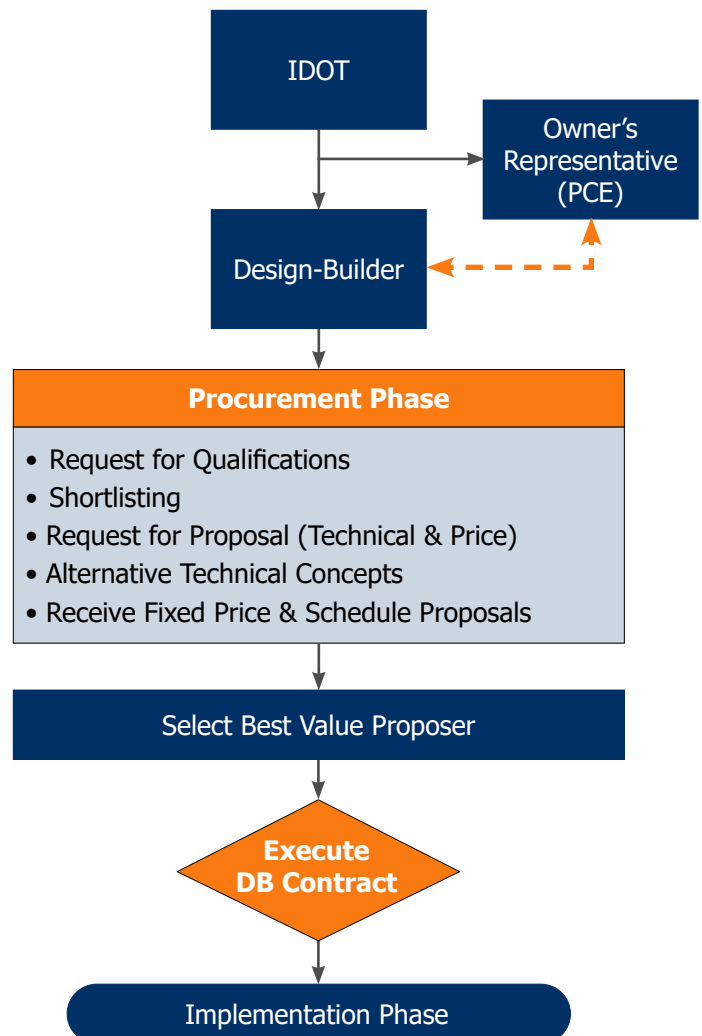 IDOT
Owner’s
Representative
(PCE)
Design-Builder
Procurement Phase
• Request for Qualifications
• Shortlisting
• Request for Proposal (Technical & Price)
• Alternative Technical Concepts
• Receive Fixed Price & Schedule Proposals
Select Best Value Proposer
Execute
DB Contract
Implementation Phase